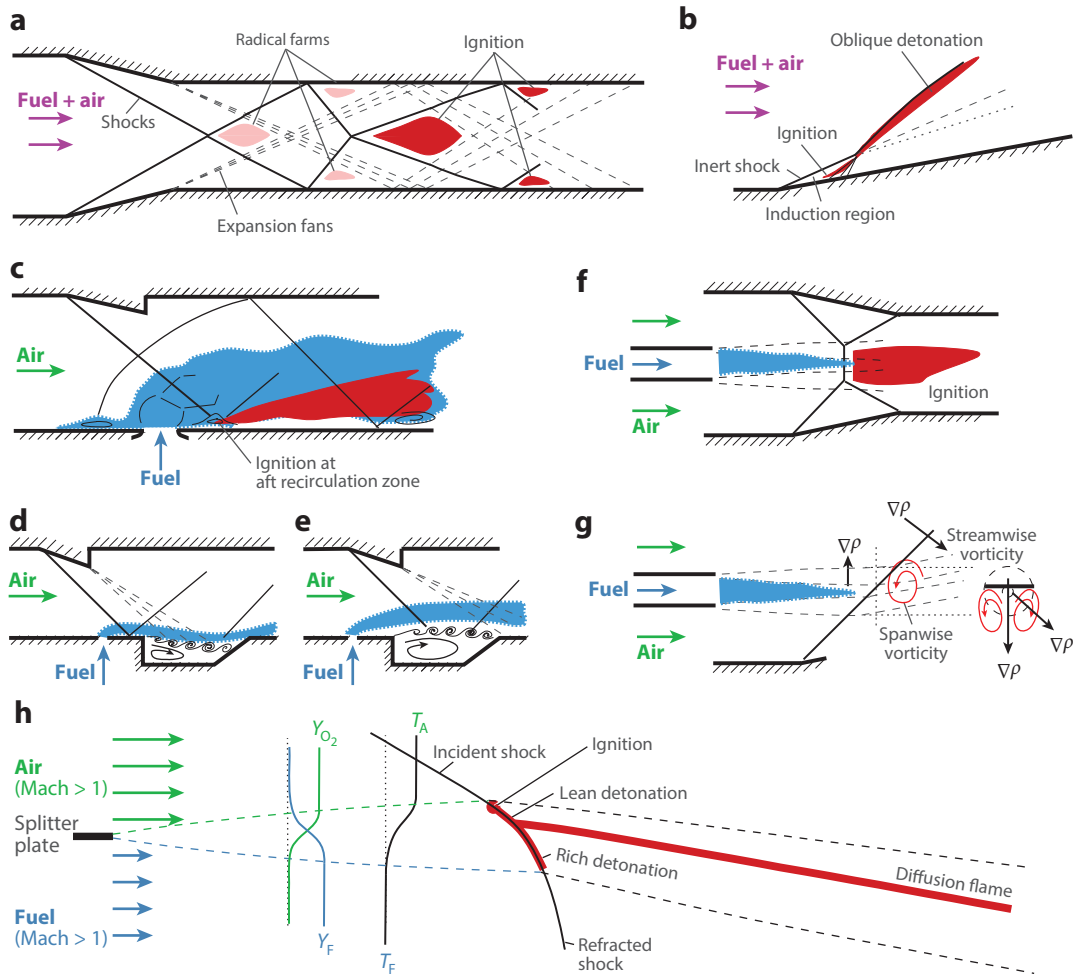 a
Radical farms
Ignition
Fuel + air
Shocks
Expansion fans
b
Oblique detonation
Fuel + air
Ignition
Inert shock
Induction region
c
Air
Fuel
Ignition at
aft recirculation zone
f
Air
Fuel
Air
Ignition
d
Air
Fuel
e
Air
Fuel
g
∇ρ
∇ρ
Streamwise
vorticity
Fuel
Spanwise
vorticity
Air
∇ρ
∇ρ
h
Air
(Mach > 1)
Splitter
plate
Fuel
(Mach > 1)
Y_O₂
Y_F
T_A
T_F
Incident shock
Ignition
Lean detonation
Rich detonation
Diffusion flame
Refracted
shock